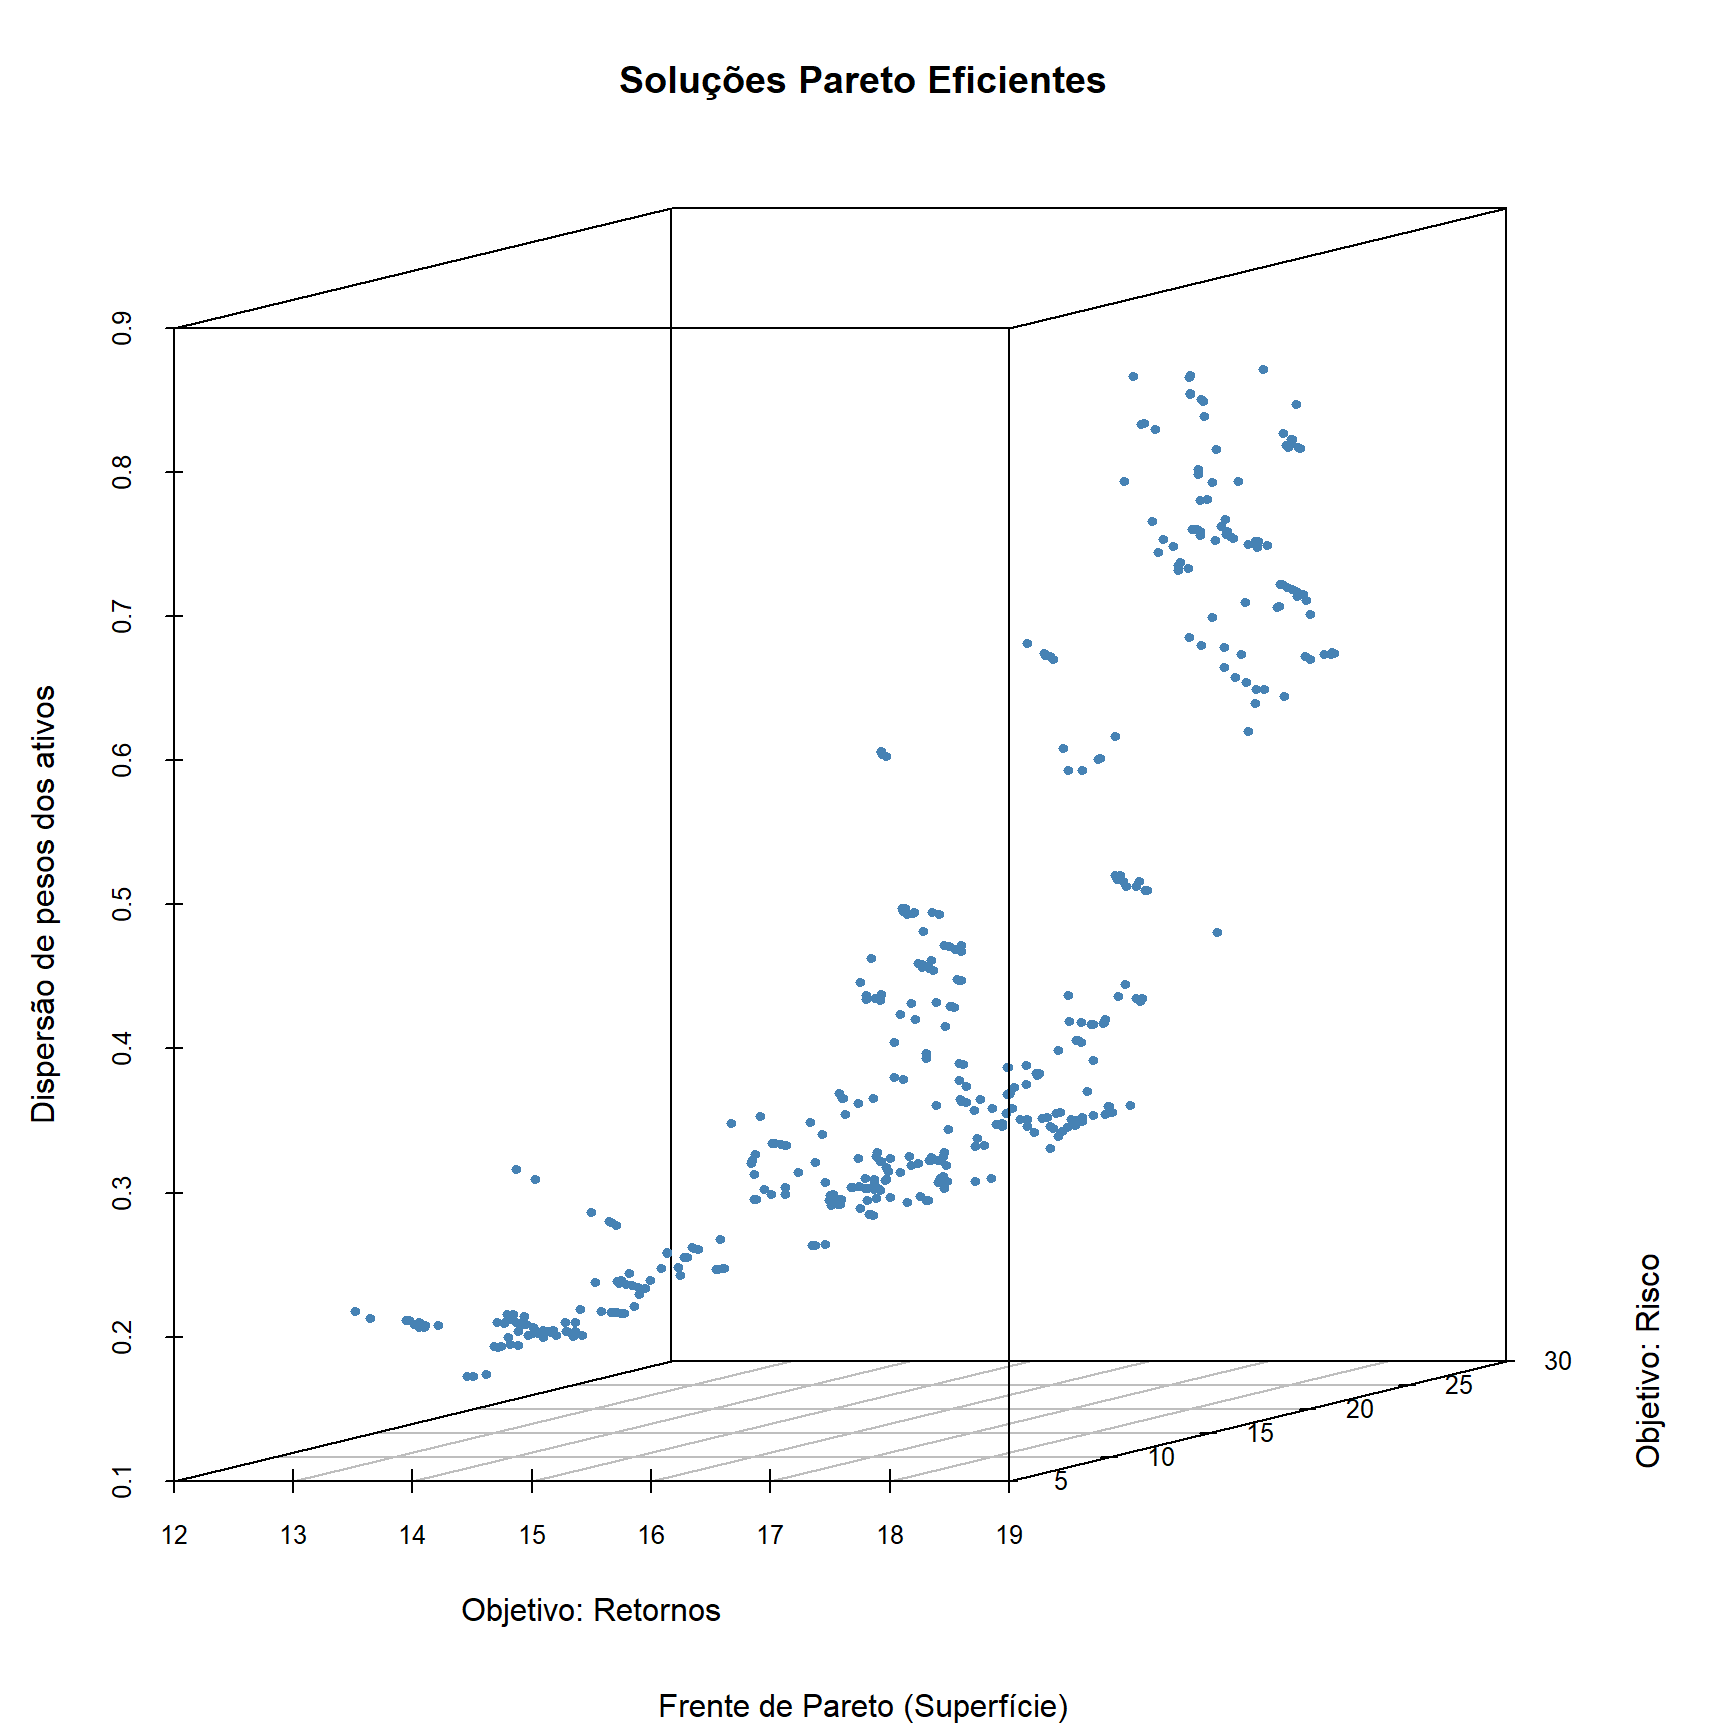 Soluções Pareto Eficientes
Dispersão de pesos dos ativos
0.9
0.8
0.7
0.6
0.5
0.4
0.3
0.2
0.1
12 13 14 15 16 17 18 19
5
10
15
20
25
30
Objetivo: Risco
Objetivo: Retornos
Frente de Pareto (Superfície)